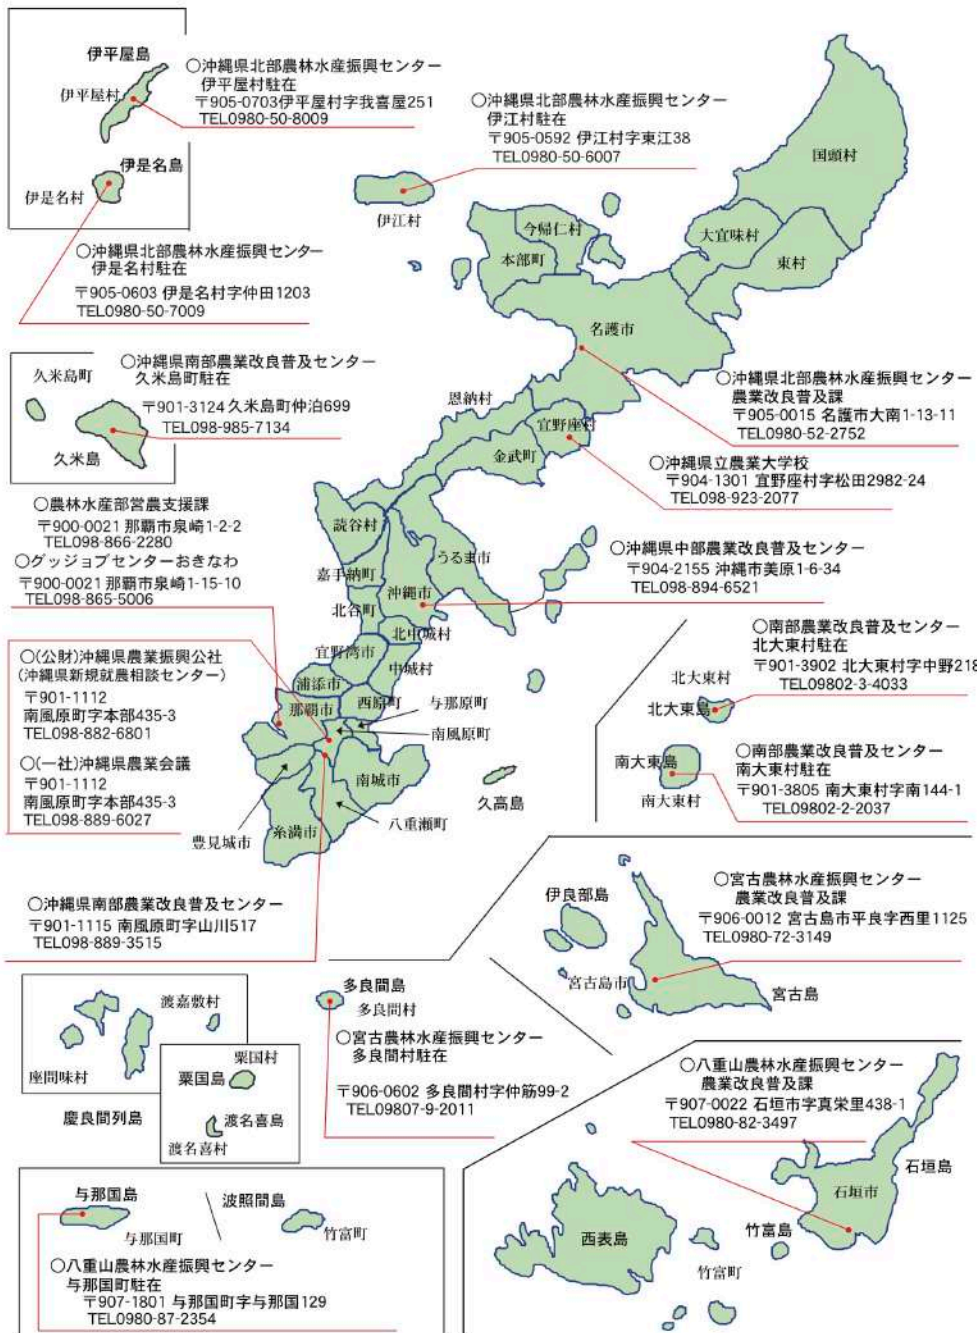 伊平屋島
伊平屋村
○沖縄県北部農林水産振興センター
伊平屋村駐在
〒905-0703伊平屋村字我喜屋251
TEL0980-50-8009
伊是名島
伊是名村
○沖縄県北部農林水産振興センター
伊是名村駐在
〒905-0603 伊是名村字仲田1203
TEL0980-50-7009
○沖縄県北部農林水産振興センター
伊江村駐在
〒905-0592 伊江村字東江38
TEL0980-50-6007
伊江村
国頭村
今帰仁村
大宜味村
本部町
東村
名護市
久米島町
○沖縄県南部農業改良普及センター
久米島町駐在
〒901-3124 久米島町仲泊699
TEL098-985-7134
久米島
○沖縄県北部農林水産振興センター
農業改良普及課
〒905-0015 名護市大南1-13-11
TEL0980-52-2752
恩納村
宜野座村
金武町
○沖縄県立農業大学校
〒904-1301 宜野座村字松田2982-24
TEL098-923-2077
○農林水産部営農支援課
〒900-0021 那覇市泉崎1-2-2
TEL098-866-2280
○グッジョブセンターおきなわ
〒900-0021 那覇市泉崎1-15-10
TEL098-865-5006
読谷村
うるま市
嘉手納町
沖縄市
北谷町
北中城村
宜野湾市
中城村
浦添市
西原町
那覇市
与那原町
南風原町
南城市
八重瀬町
豊見城市
糸満市
久高島
○沖縄県中部農業改良普及センター
〒904-2155 沖縄市美原1-6-34
TEL098-894-6521
○(公財)沖縄県農業振興公社
(沖縄県新規就農相談センター)
〒901-1112
南風原町字本部435-3
TEL098-882-6801
○(一社)沖縄県農業会議
〒901-1112
南風原町字本部435-3
TEL098-889-6027
○南部農業改良普及センター
北大東村駐在
〒901-3902 北大東村字中野218
TEL09802-3-4033
北大東村
北大東島
○南部農業改良普及センター
南大東村駐在
〒901-3805 南大東村字南144-1
TEL09802-2-2037
南大東島
南大東村
○沖縄県南部農業改良普及センター
〒901-1115 南風原町字山川517
TEL098-889-3515
伊良部島
宮古島市
宮古島
○宮古農林水産振興センター
農業改良普及課
〒906-0012 宮古島市平良字西里1125
TEL0980-72-3149
渡嘉敷村
座間味村
慶良間列島
粟国村
粟国島
渡名喜島
渡名喜村
多良間島
多良間村
○宮古農林水産振興センター
多良間村駐在
〒906-0602 多良間村字仲筋99-2
TEL09807-9-2011
○八重山農林水産振興センター
農業改良普及課
〒907-0022 石垣市字真栄里438-1
TEL0980-82-3497
石垣島
石垣市
竹富島
西表島
竹富町
与那国島
与那国町
波照間島
竹富町
○八重山農林水産振興センター
与那国町駐在
〒907-1801 与那国町字与那国129
TEL0980-87-2354